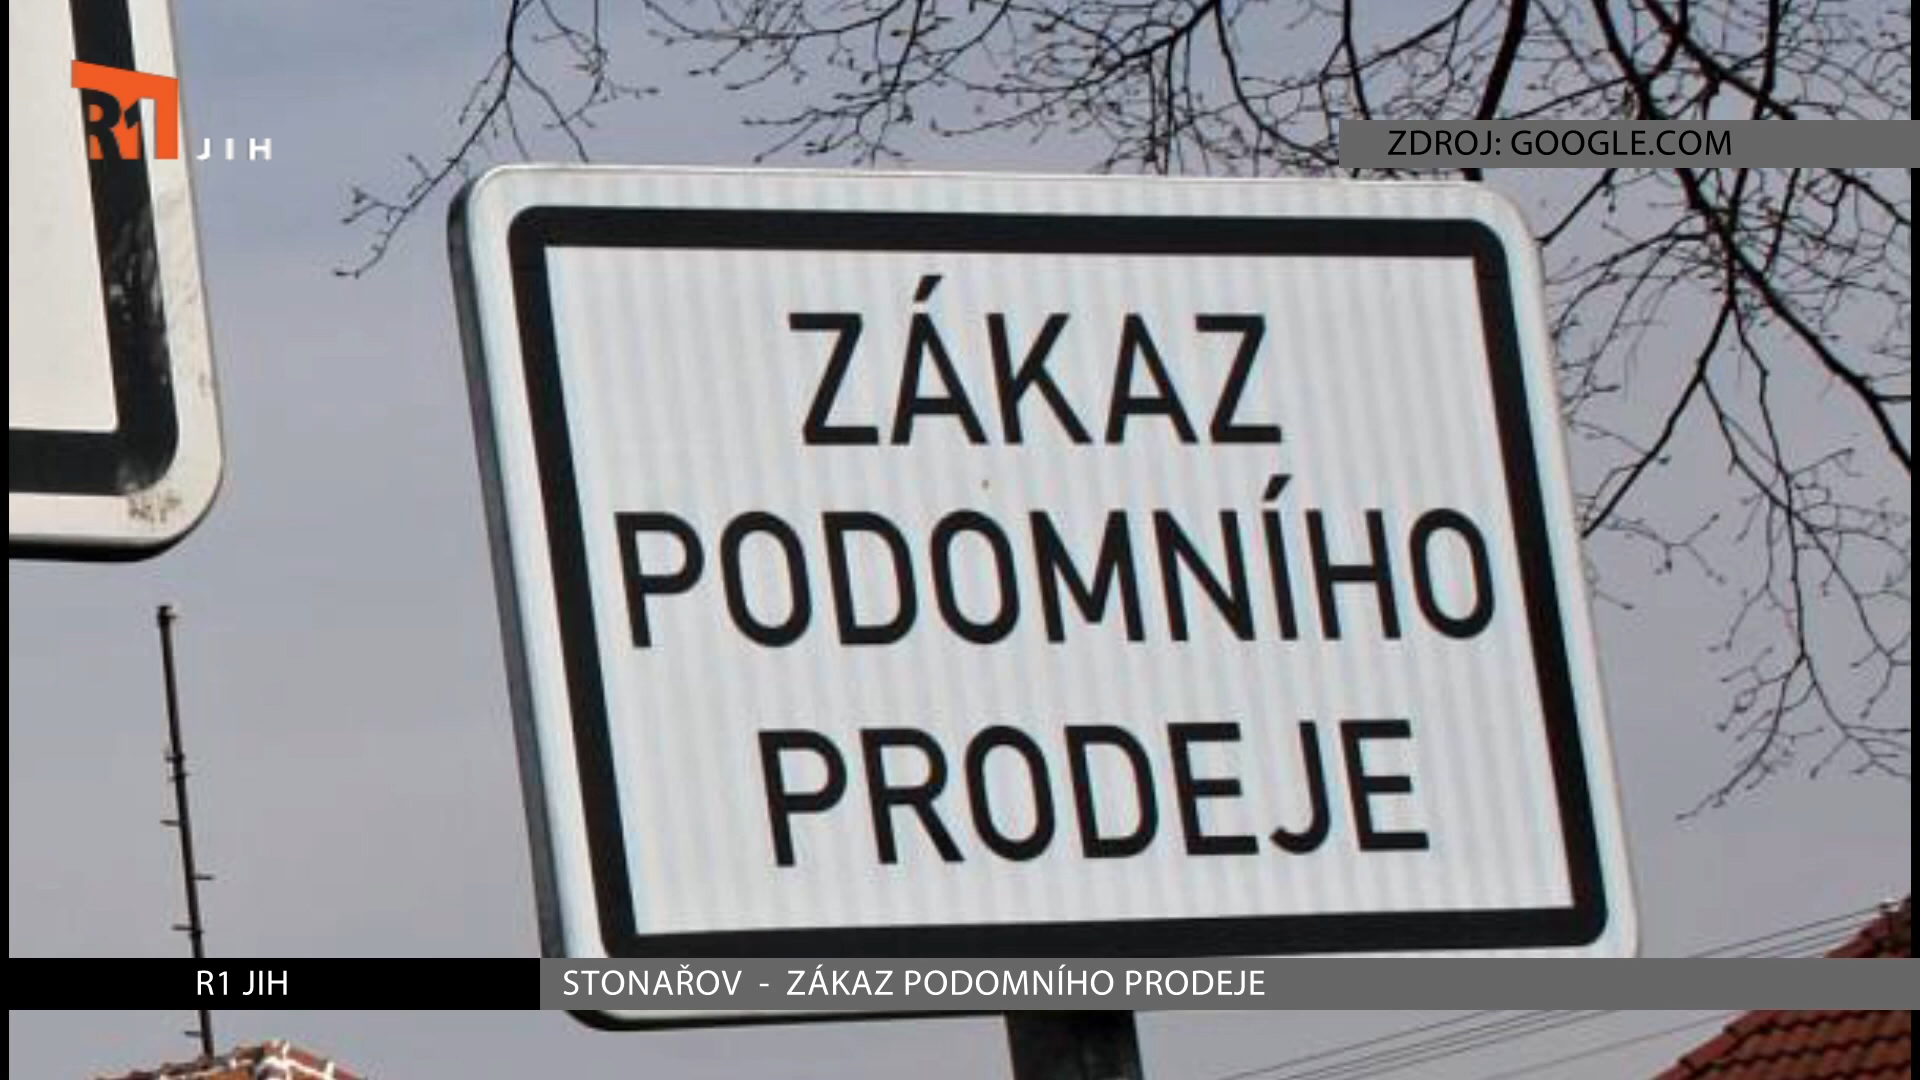 R1 JIH
ZDROJ: GOOGLE.COM
ZÁKAZ
PODOMNÍHO
PRODEJE
R1 JIH
STONAŘOV - ZÁKAZ PODOMNÍHO PRODEJE